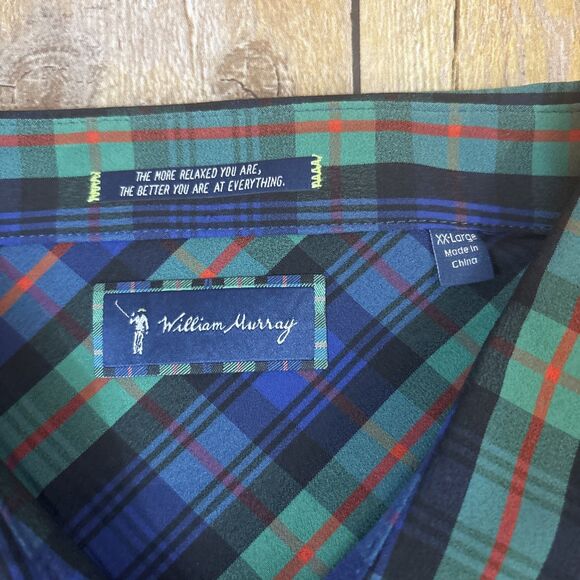 THE MORE RELAXED YOU ARE,
THE BETTER YOU ARE AT EVERYTHING.
XX-Large
Made in
China
William Murray